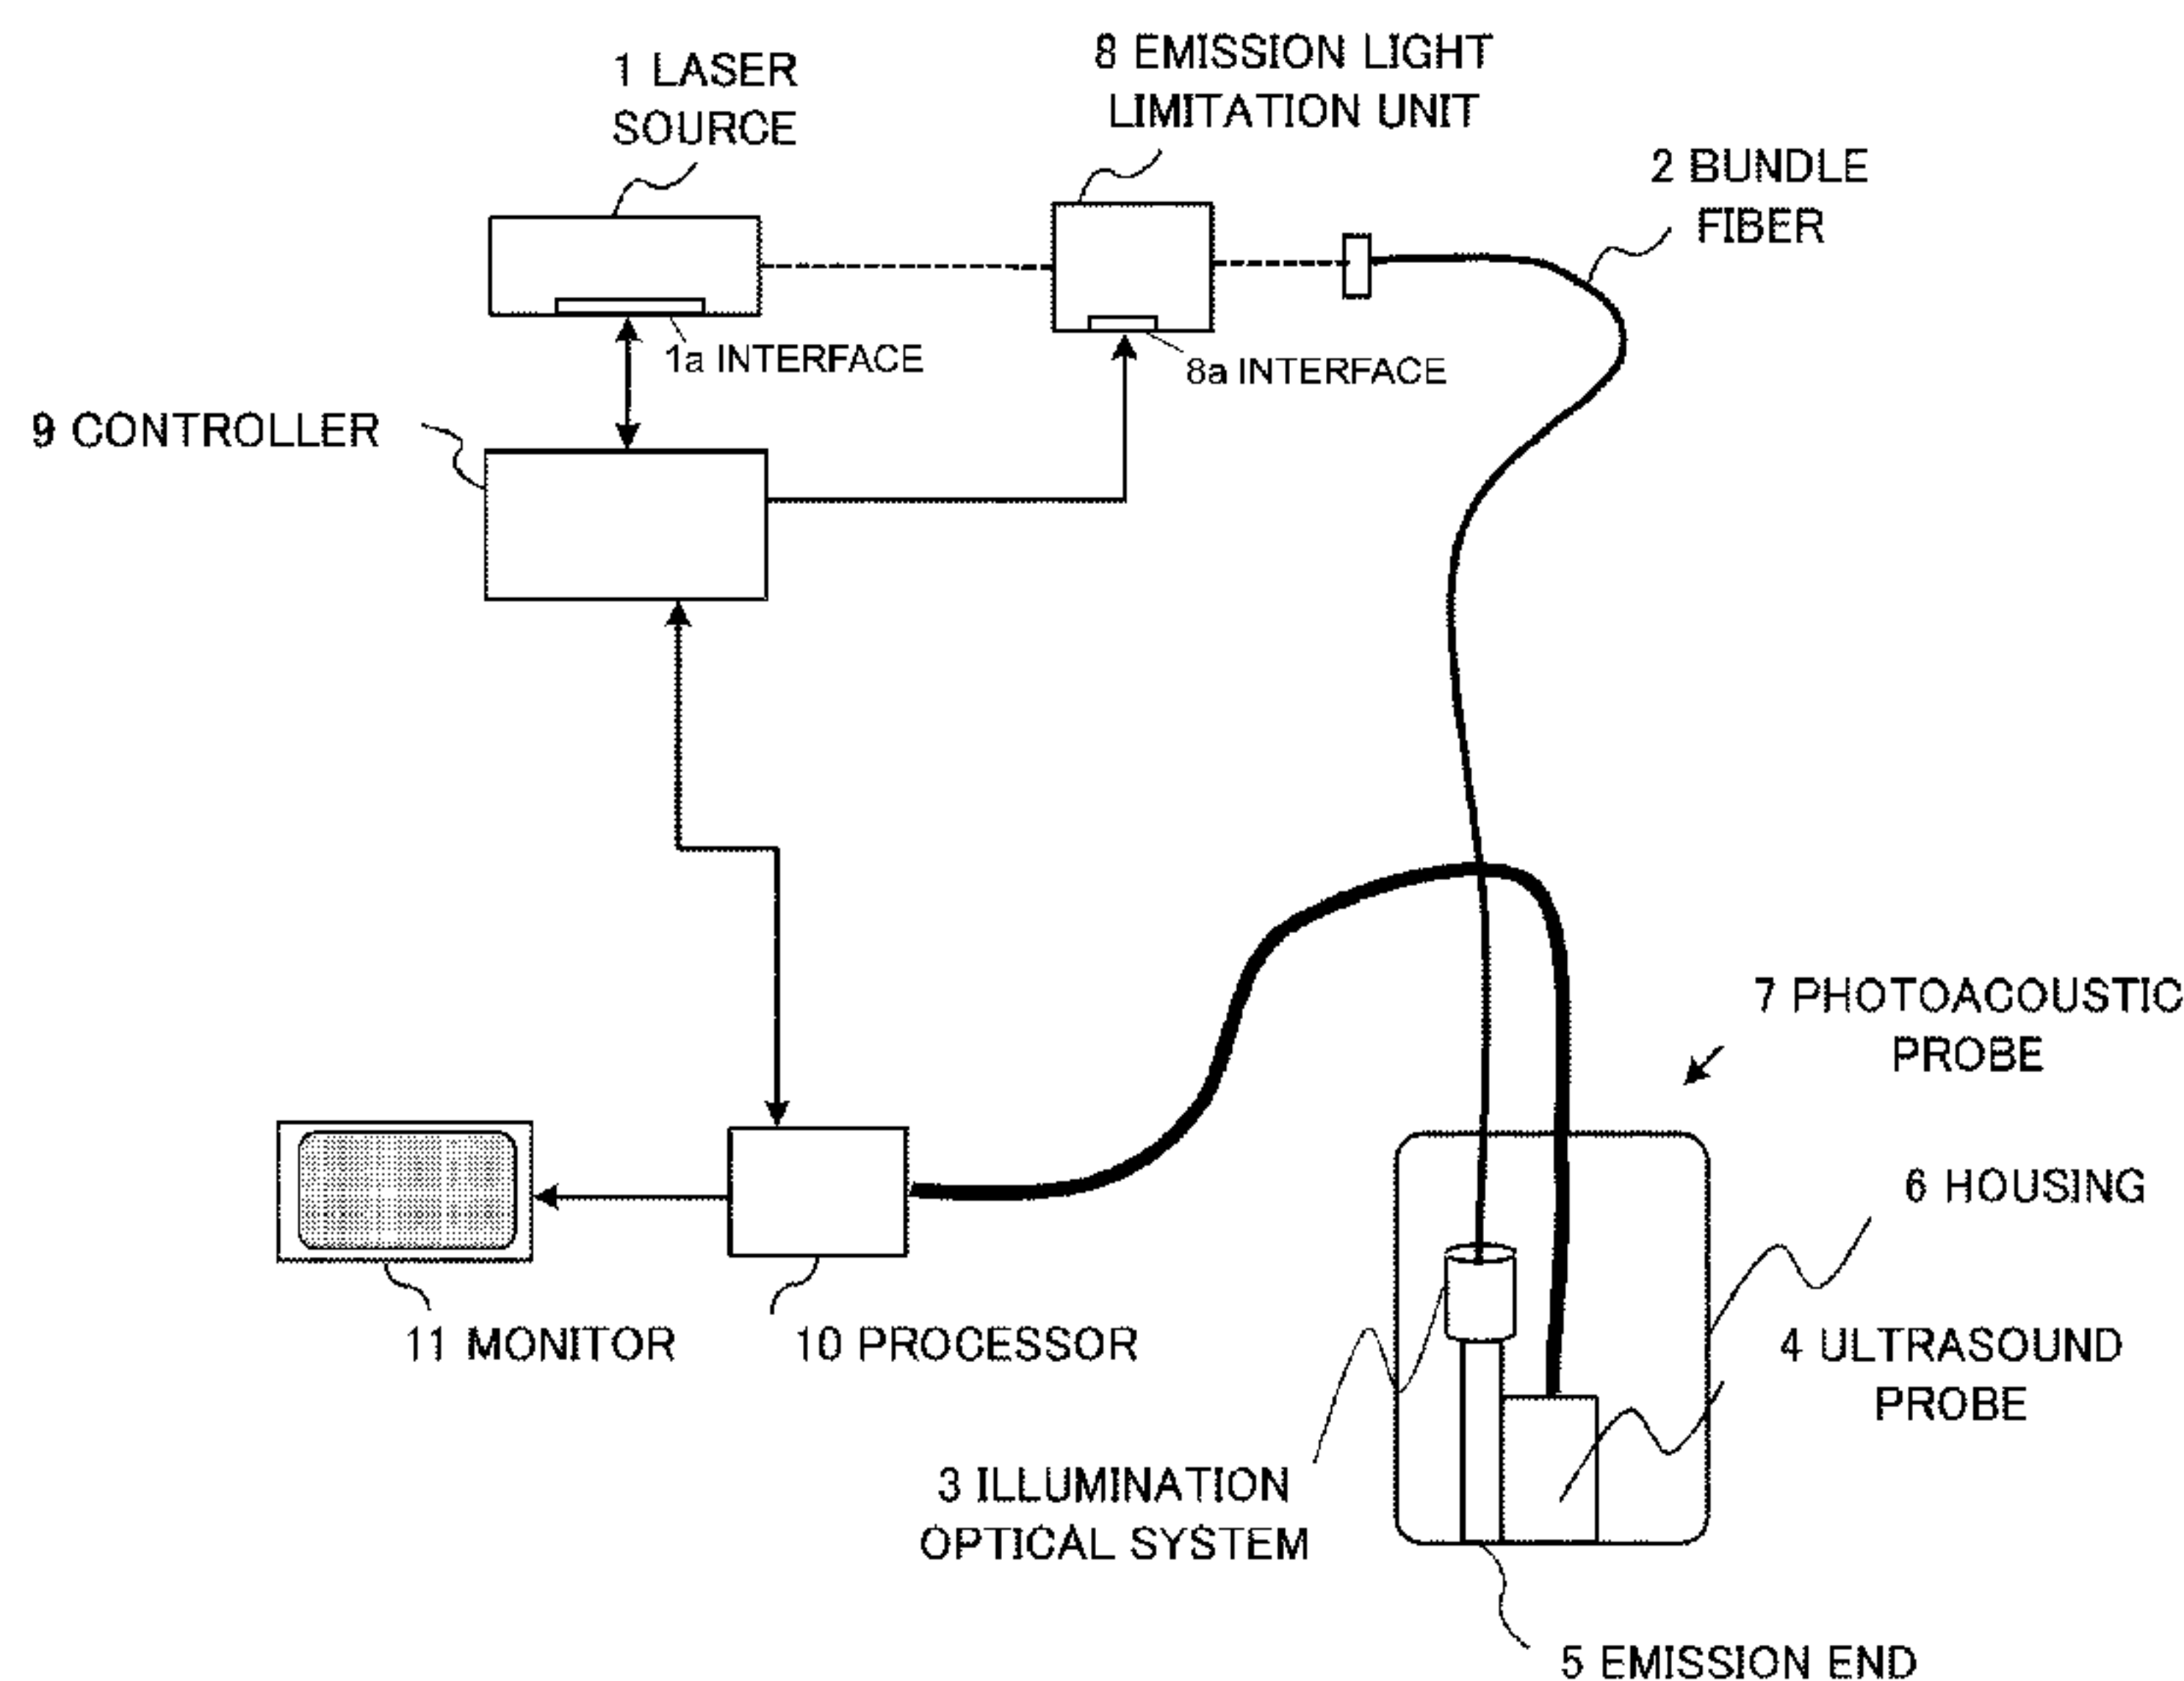 1 LASER
SOURCE
8 EMISSION LIGHT
LIMITATION UNIT
2 BUNDLE
FIBER
1a INTERFACE
8a INTERFACE
9 CONTROLLER
7 PHOTOACOUSTIC
PROBE
6 HOUSING
11 MONITOR
10 PROCESSOR
4 ULTRASOUND
PROBE
3 ILLUMINATION
OPTICAL SYSTEM
5 EMISSION END